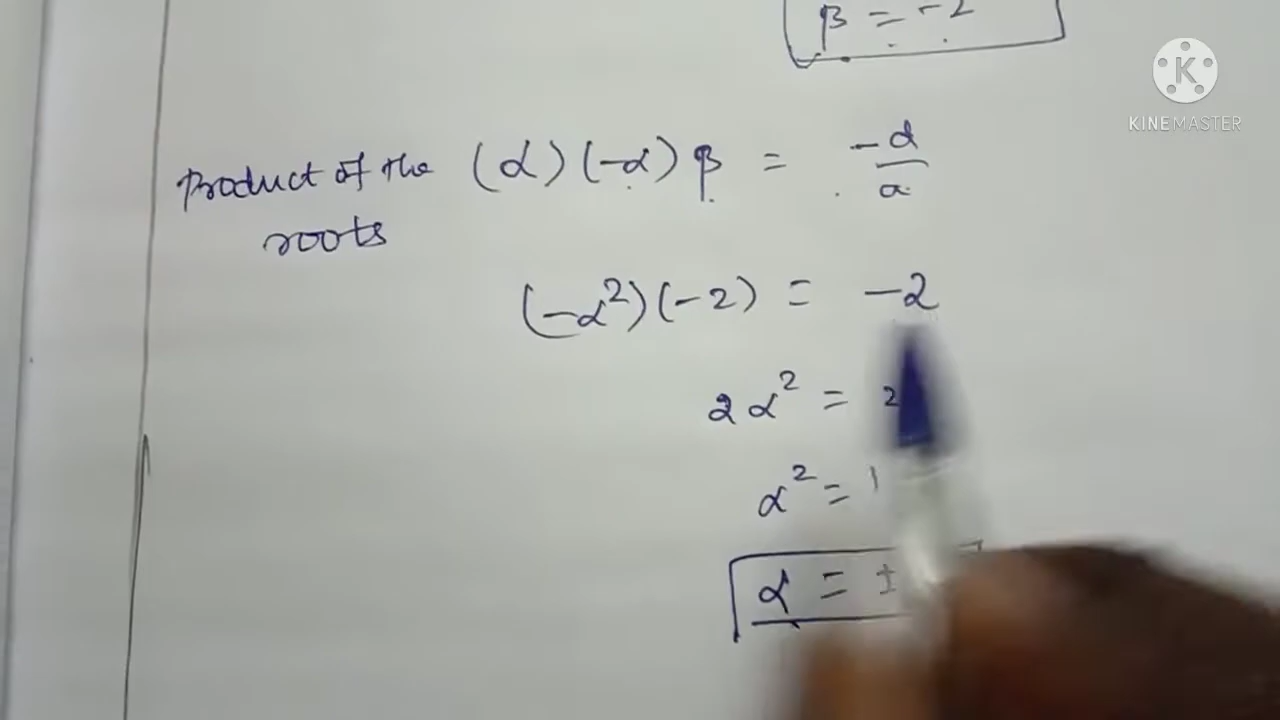 β = -2
Product of the (α)(-α)β = -d/a
roots
(-α²)(-2) = -2
2α² = 2
α² = 1
α = ±
K
KINEMASTER